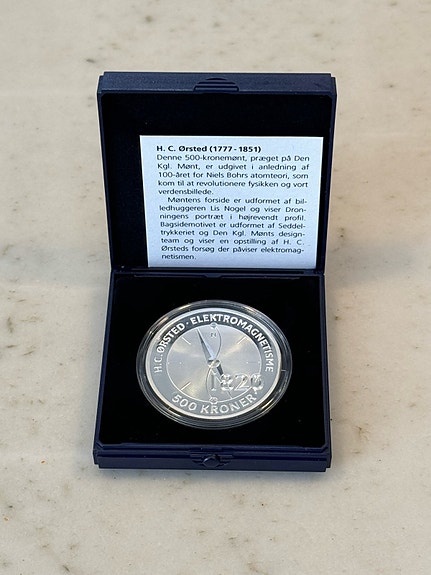 H. C. Ørsted (1777 - 1851)
Denne 500-kronemønt, præget på Den
Kgl. Mønt, er udgivet i anledning af
100-året for Niels Bohrs atomteori, som
kom til at revolutionere fysikken og vort
verdensbillede.
Møntens forside er udformet af bil-
ledhuggeren Lis Nogel og viser Dron-
ningens portræt i højrevendt profil.
Bagsidemotivet er udformet af Seddel-
trykkeriet og Den Kgl. Mønts design-
team og viser en opstilling af H. C.
Ørsteds forsøg der påviser elektromag-
netismen.
H.C. ØRSTED · ELEKTROMAGNETISME
N
1820
500 KRONER